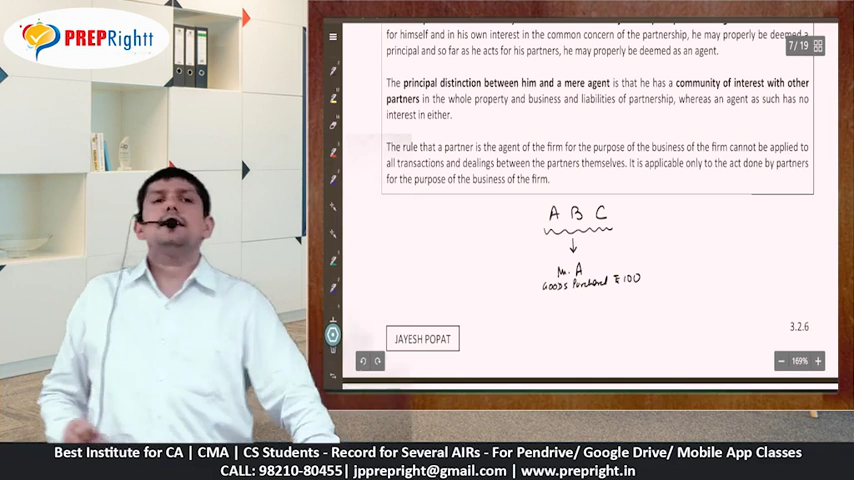 PREPRightt
for himself and in his own interest in the common concern of the partnership, he may properly be deemed a
principal and so far as he acts for his partners, he may properly be deemed as an agent.
7/19
The principal distinction between him and a mere agent is that he has a community of interest with other
partners in the whole property and business and liabilities of partnership, whereas an agent as such has no
interest in either.
The rule that a partner is the agent of the firm for the purpose of the business of the firm cannot be applied to
all transactions and dealings between the partners themselves. It is applicable only to the act done by partners
for the purpose of the business of the firm.
A B C
Mr. A
Goods Purchased ₹ 100
3.2.6
JAYESH POPAT
169%
Best Institute for CA | CMA | CS Students - Record for Several AIRs - For Pendrive/ Google Drive/ Mobile App Classes
CALL: 98210-80455| jpprepright@gmail.com | www.prepright.in